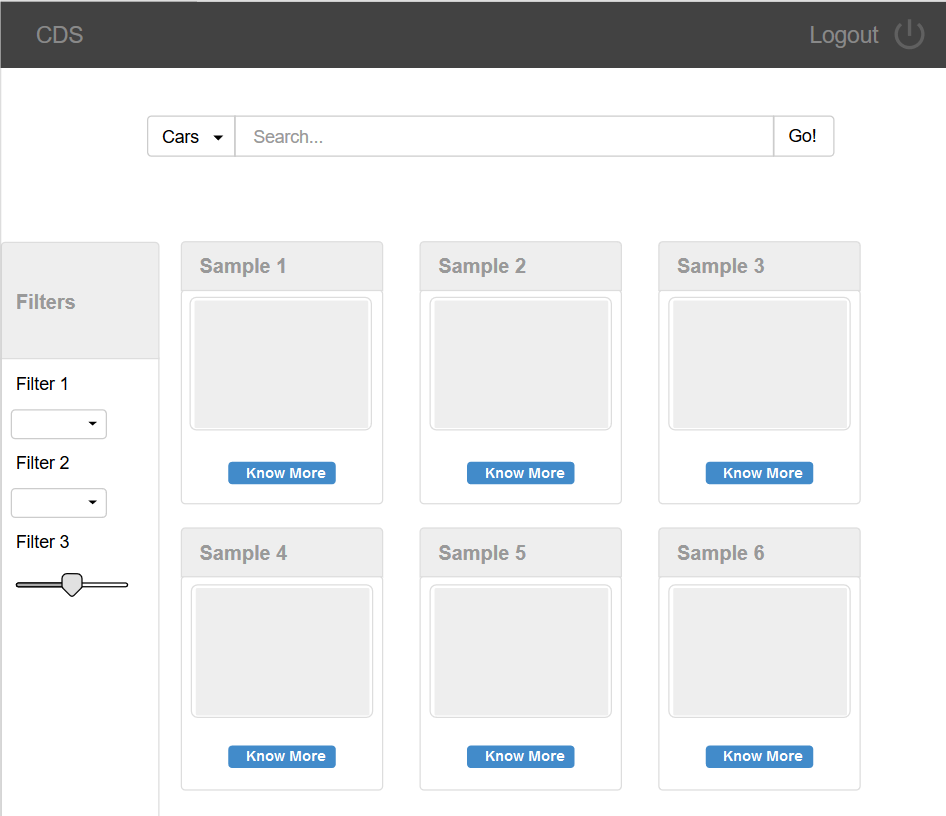 CDS
Logout
Cars
Search...
Go!
Filters
Filter 1
Filter 2
Filter 3
Sample 1
Sample 2
Sample 3
Know More
Know More
Know More
Sample 4
Sample 5
Sample 6
Know More
Know More
Know More